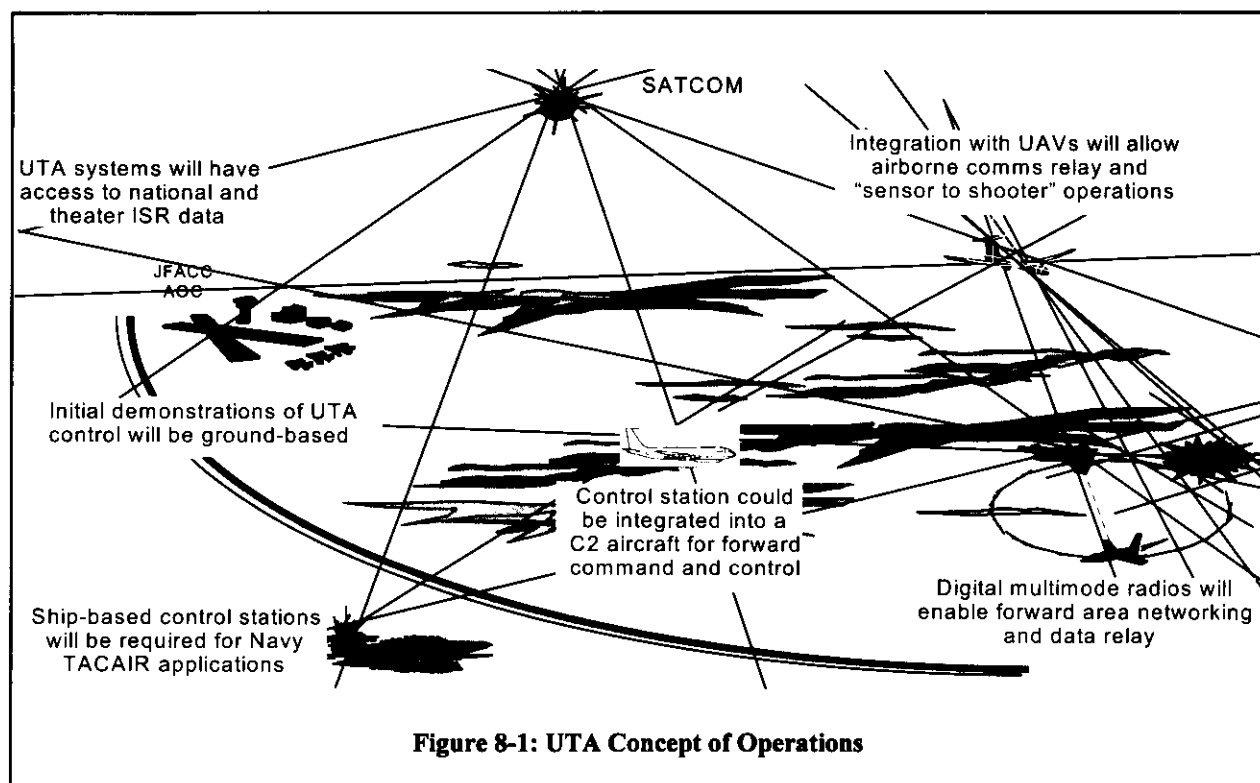 SATCOM
UTA systems will have
access to national and
theater ISR data
Integration with UAVs will allow
airborne comms relay and
“sensor to shooter” operations
JFACC
AOC
Initial demonstrations of UTA
control will be ground-based
Control station could
be integrated into a
C2 aircraft for forward
command and control
Ship-based control stations
will be required for Navy
TACAIR applications
Digital multimode radios will
enable forward area networking
and data relay
Figure 8-1: UTA Concept of Operations